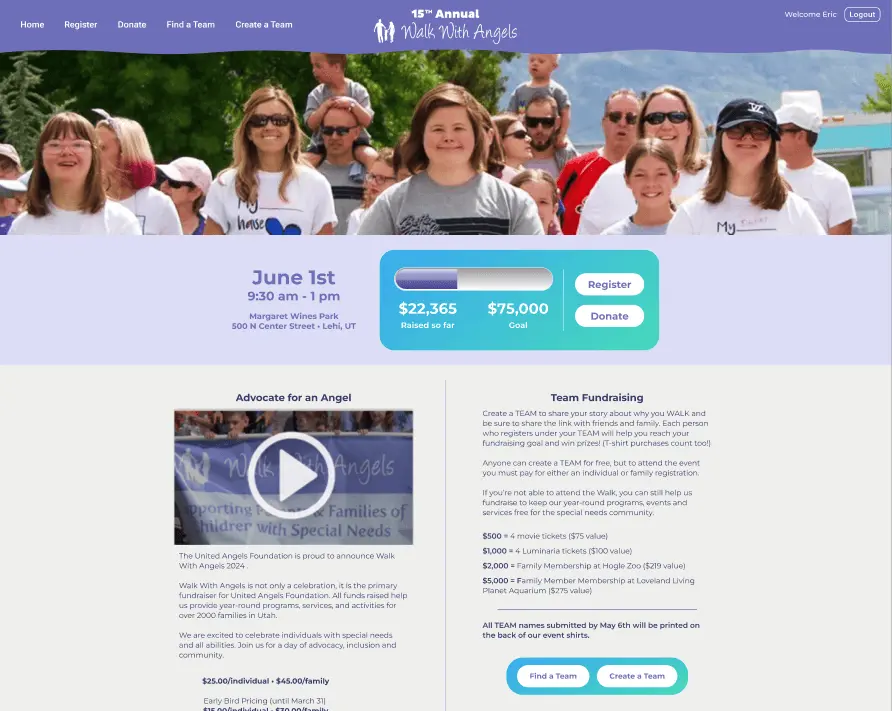 Home
Register
Donate
Find a Team
Create a Team
15TH Annual
Walk With Angels
Welcome Eric
Logout
My
My
June 1st
9:30 am - 1 pm
Margaret Wines Park
500 N Center Street • Lehi, UT
$22,365
Raised so far
$75,000
Goal
Register
Donate
Advocate for an Angel
Walk With Angels
pporting Parents & Families of
Children with Special Needs
The United Angels Foundation is proud to announce Walk
With Angels 2024 .
Walk With Angels is not only a celebration, it is the primary
fundraiser for United Angels Foundation. All funds raised help
us provide year-round programs, services, and activities for
over 2000 families in Utah.
We are excited to celebrate individuals with special needs
and all abilities. Join us for a day of advocacy, inclusion and
community.
$25.00/individual • $45.00/family
Early Bird Pricing (until March 31)
$15.00/individual • $30.00/family
Team Fundraising
Create a TEAM to share your story about why you WALK and
be sure to share the link with friends and family. Each person
who registers under your TEAM will help you reach your
fundraising goal and win prizes! (T-shirt purchases count too!)
Anyone can create a TEAM for free, but to attend the event
you must pay for either an individual or family registration.
If you're not able to attend the Walk, you can still help us
fundraise to keep our year-round programs, events and
services free for the special needs community.
$500 = 4 movie tickets ($75 value)
$1,000 = 4 Luminaria tickets ($100 value)
$2,000 = Family Membership at Hogle Zoo ($219 value)
$5,000 = Family Member Membership at Loveland Living
Planet Aquarium ($275 value)
All TEAM names submitted by May 6th will be printed on
the back of our event shirts.
Find a Team
Create a Team